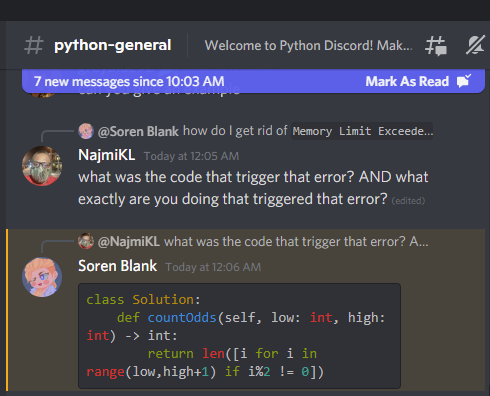 # python-general Welcome to Python Discord! Mak...
7 new messages since 10:03 AM Mark As Read
can you give an example
@Soren Blank how do I get rid of Memory Limit Exceede...
NajmiKL Today at 12:05 AM
what was the code that trigger that error? AND what
exactly are you doing that triggered that error? (edited)
@NajmiKL what was the code that trigger that error? A...
Soren Blank Today at 12:06 AM
class Solution:
    def countOdds(self, low: int, high:
int) -> int:
        return len([i for i in
range(low,high+1) if i%2 != 0])